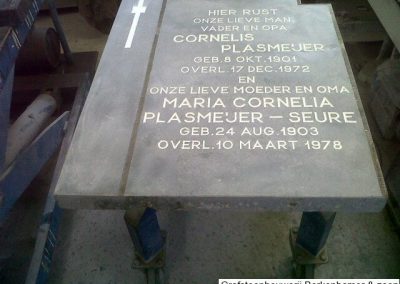 HIER RUST
ONZE LIEVE MAN,
VADER EN OPA
CORNELIS
PLASMEIJER
GEB. 8 OKT. 1901
OVERL. 17 DEC. 1972
EN
ONZE LIEVE MOEDER EN OMA
MARIA CORNELIA
PLASMEIJER – SEURE
GEB. 24 AUG. 1903
OVERL. 10 MAART 1978